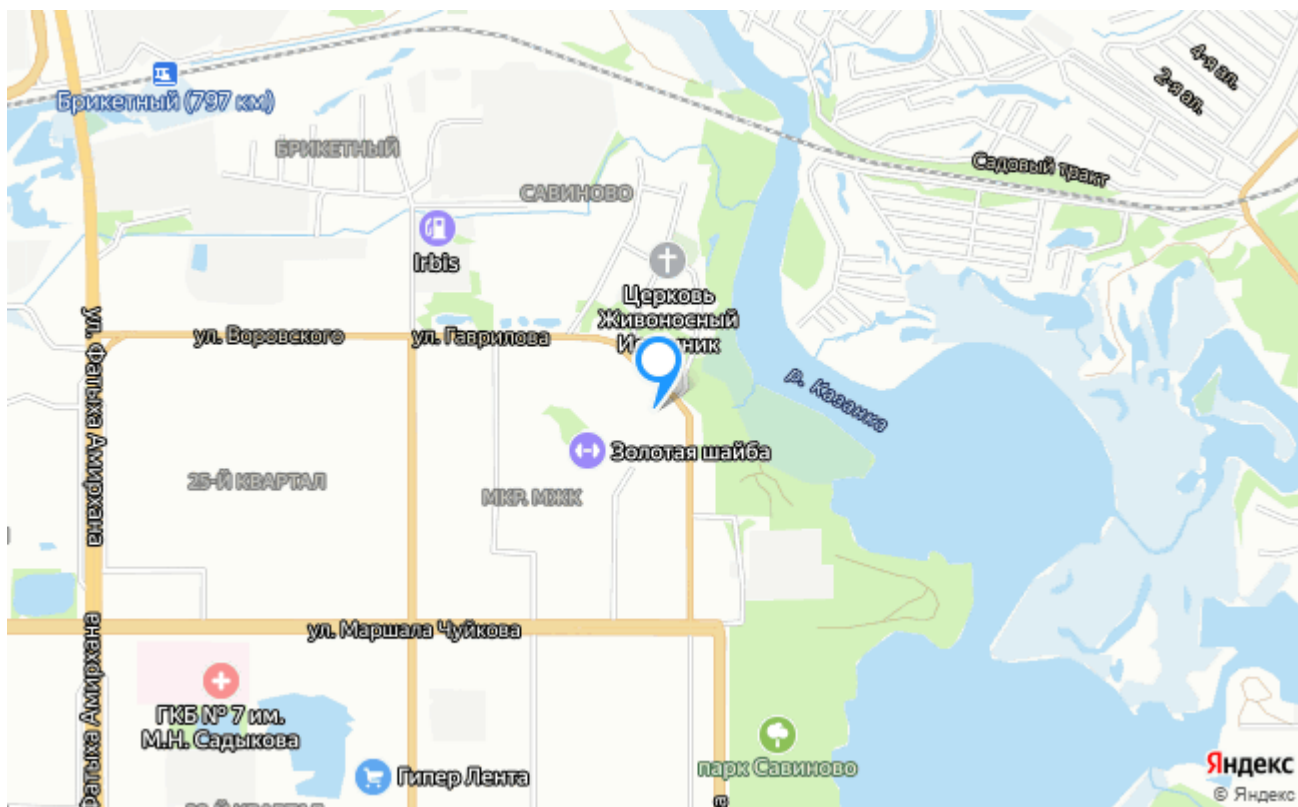 4-я ал.
2-я ал.
Брикетный (797 км)
БРИКЕТНЫЙ
Садовый тракт
САВИНОВО
Irbis
Церковь
Живоносный
ул. Воровского
ул. Гаврилова
ул. Фатыха Амирхана
р. Казанка
Золотая шайба
25-Й КВАРТАЛ
МКР. МЖК
ул. Маршала Чуйкова
Фатыха Амирхана
ГКБ № 7 им.
М.Н. Садыкова
Гипер Лента
парк Савиново
Яндекс
© Яндекс